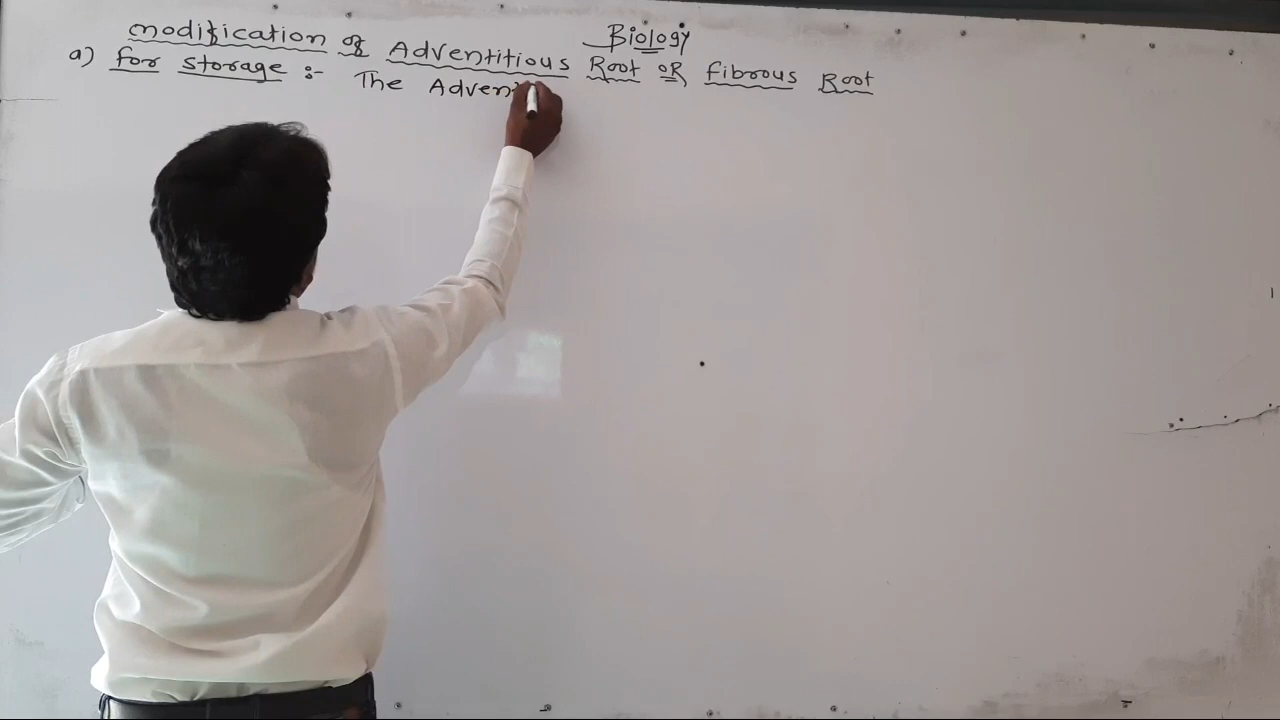 Biology
modification of Adventitious Root OR fibrous Root
a) for storage :- The Adven